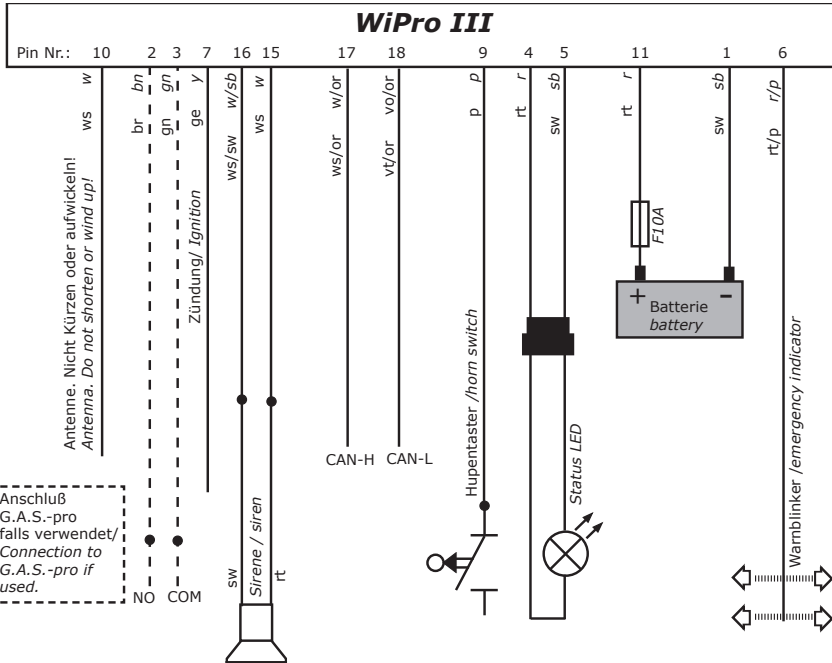 WiPro III
Pin Nr.: 10 2 3 7 16 15 17 18 9 4 5 11 1 6
w bn gn y w/sb w w/or vo/or p r sb r sb r/p
ws br gn ge ws/sw ws ws/or vt/or p rt sw rt sw rt/p
Antenne. Nicht Kürzen oder aufwickeln!
Antenna. Do not shorten or wind up!
Zündung/ Ignition
F10A
+ −
Batterie
battery
Hupentaster /horn switch
Status LED
Warnblinker /emergency indicator
CAN-H CAN-L
Anschluß
G.A.S.-pro
falls verwendet/
Connection to
G.A.S.-pro if
used.
NO COM
sw
Sirene / siren
rt